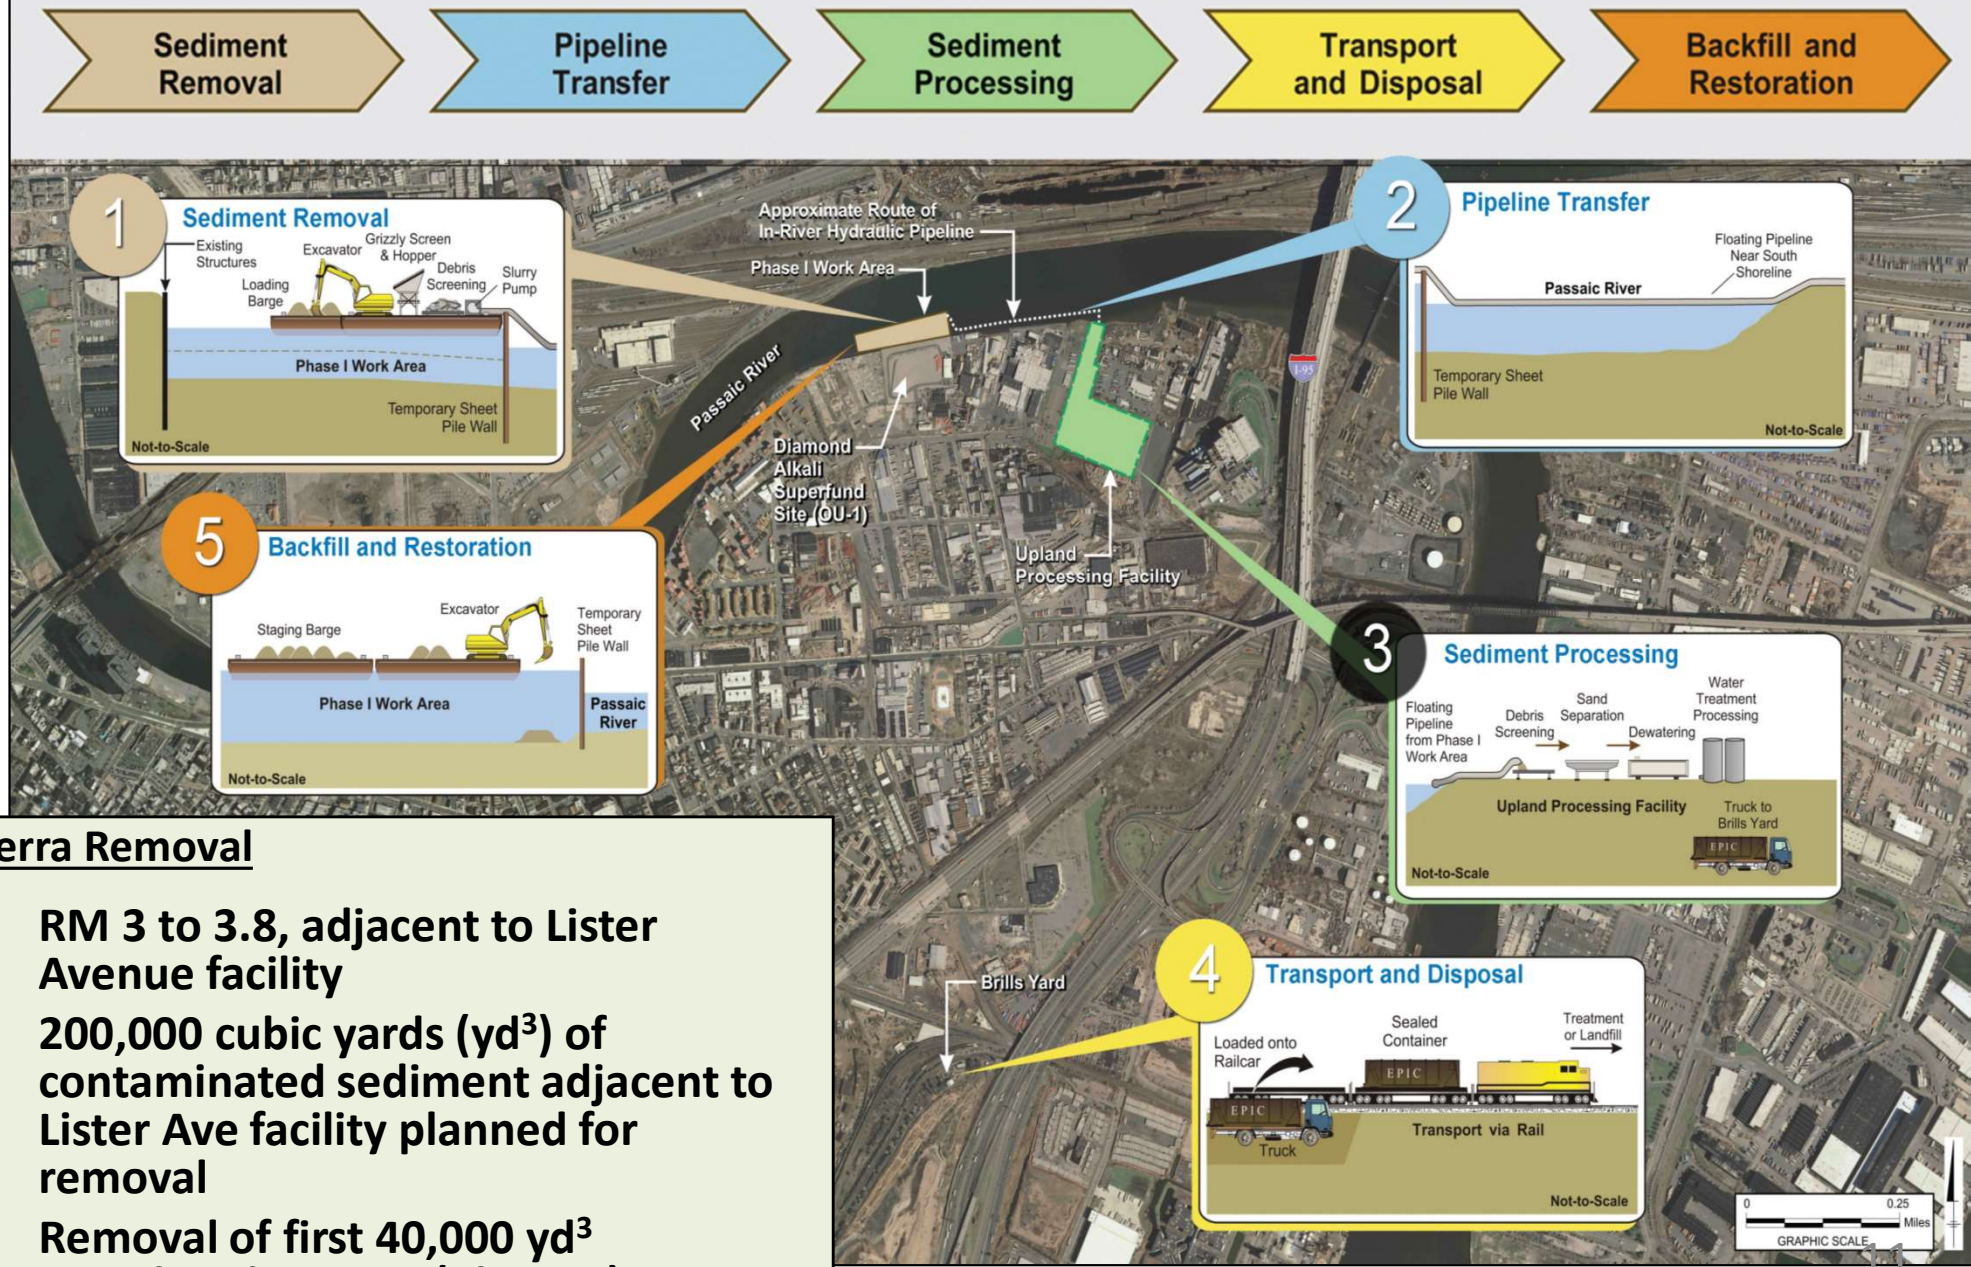 Sediment
Removal
Pipeline
Transfer
Sediment
Processing
Transport
and Disposal
Backfill and
Restoration
1
Sediment Removal
Existing
Structures
Loading
Barge
Excavator
Grizzly Screen
& Hopper
Debris
Screening
Slurry
Pump
Phase I Work Area
Temporary Sheet
Pile Wall
Not-to-Scale
Approximate Route of
In-River Hydraulic Pipeline
Phase I Work Area
Passaic River
Diamond
Alkali
Superfund
Site (OU-1)
Upland
Processing Facility
I-95
2
Pipeline Transfer
Floating Pipeline
Near South
Shoreline
Passaic River
Temporary Sheet
Pile Wall
Not-to-Scale
5
Backfill and Restoration
Staging Barge
Excavator
Temporary
Sheet
Pile Wall
Phase I Work Area
Passaic
River
Not-to-Scale
3
Sediment Processing
Floating
Pipeline
from Phase I
Work Area
Debris
Screening
Sand
Separation
Dewatering
Water
Treatment
Processing
Upland Processing Facility
Truck to
Brills Yard
EPIC
Not-to-Scale
Brills Yard
4
Transport and Disposal
Loaded onto
Railcar
Sealed
Container
Treatment
or Landfill
EPIC
EPIC
Transport via Rail
Truck
Not-to-Scale
0 0.25
Miles
GRAPHIC SCALE
11
erra Removal
RM 3 to 3.8, adjacent to Lister
Avenue facility
200,000 cubic yards (yd³) of
contaminated sediment adjacent to
Lister Ave facility planned for
removal
Removal of first 40,000 yd³